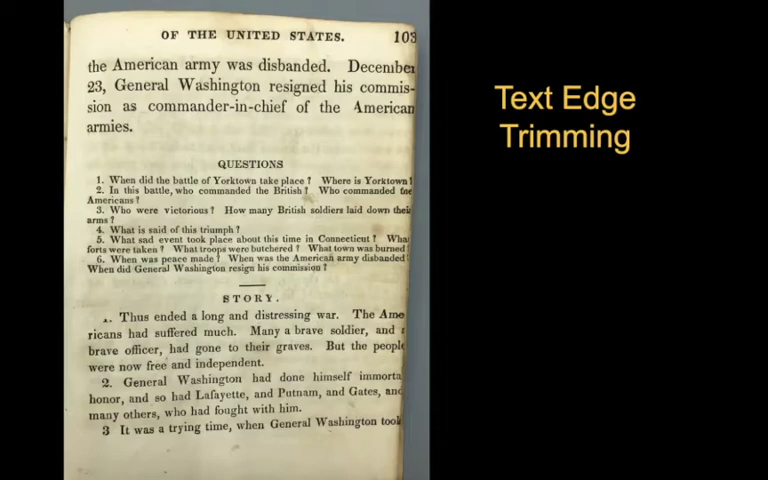 OF THE UNITED STATES. 103
the American army was disbanded. December
23, General Washington resigned his commis-
sion as commander-in-chief of the American
armies.
QUESTIONS
1. When did the battle of Yorktown take place? Where is Yorktown?
2. In this battle, who commanded the British? Who commanded the
Americans?
3. Who were victorious? How many British soldiers laid down their
arms?
4. What is said of this triumph?
5. What sad event took place about this time in Connecticut? What
forts were taken? What troops were butchered? What town was burned?
6. When was peace made? When was the American army disbanded?
When did General Washington resign his commission?
STORY.
1. Thus ended a long and distressing war. The Ame
ricans had suffered much. Many a brave soldier, and a
brave officer, had gone to their graves. But the people
were now free and independent.
2. General Washington had done himself immorta
honor, and so had Lafayette, and Putnam, and Gates, and
many others, who had fought with him.
3 It was a trying time, when General Washington took
Text Edge
Trimming